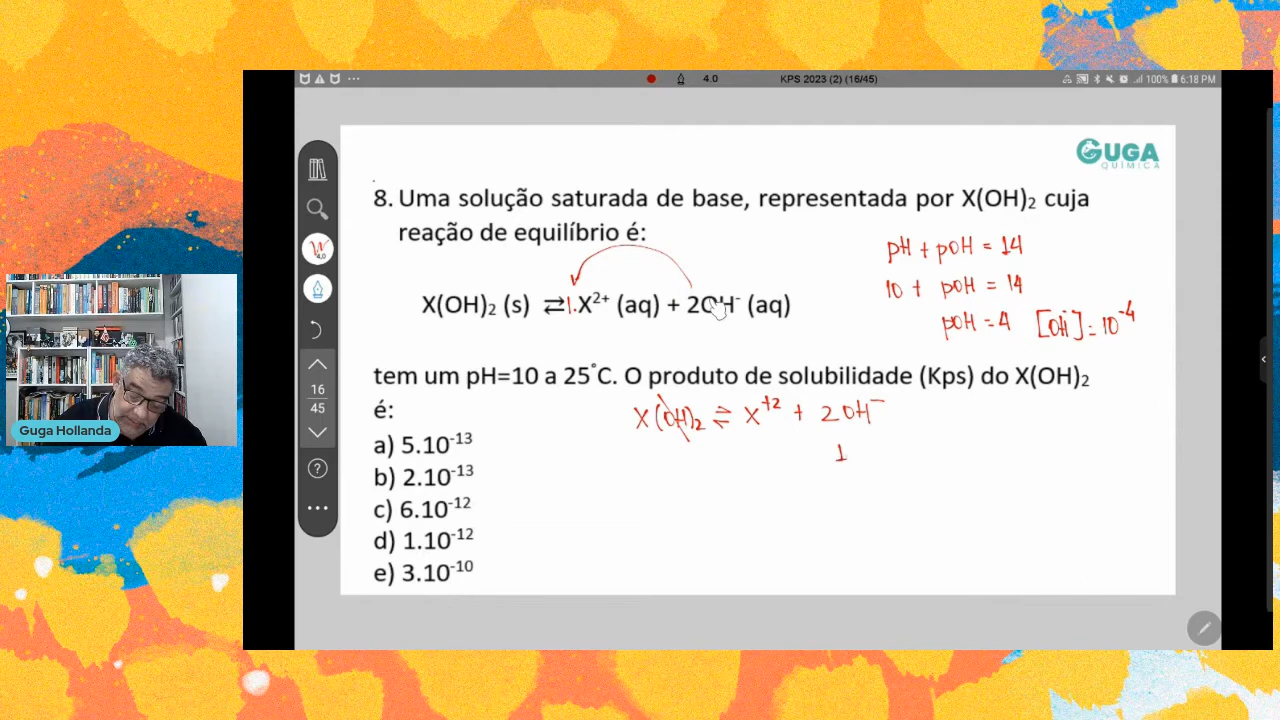 4.0
KPS 2023 (2) (16/45)
100%
6:18 PM
GUGA
QUÍMICA
8. Uma solução saturada de base, representada por X(OH)₂ cuja
reação de equilíbrio é:
pH + pOH = 14
10 + pOH = 14
pOH = 4 [OH⁻] = 10⁻⁴
X(OH)₂ (s) ⇄ 1. X²⁺ (aq) + 2OH⁻ (aq)
tem um pH=10 a 25°C. O produto de solubilidade (Kps) do X(OH)₂
é:
X(OH)₂ ⇌ X⁺² + 2OH⁻
1
a) 5.10⁻¹³
b) 2.10⁻¹³
c) 6.10⁻¹²
d) 1.10⁻¹²
e) 3.10⁻¹⁰
4.0
16
45
Guga Hollanda